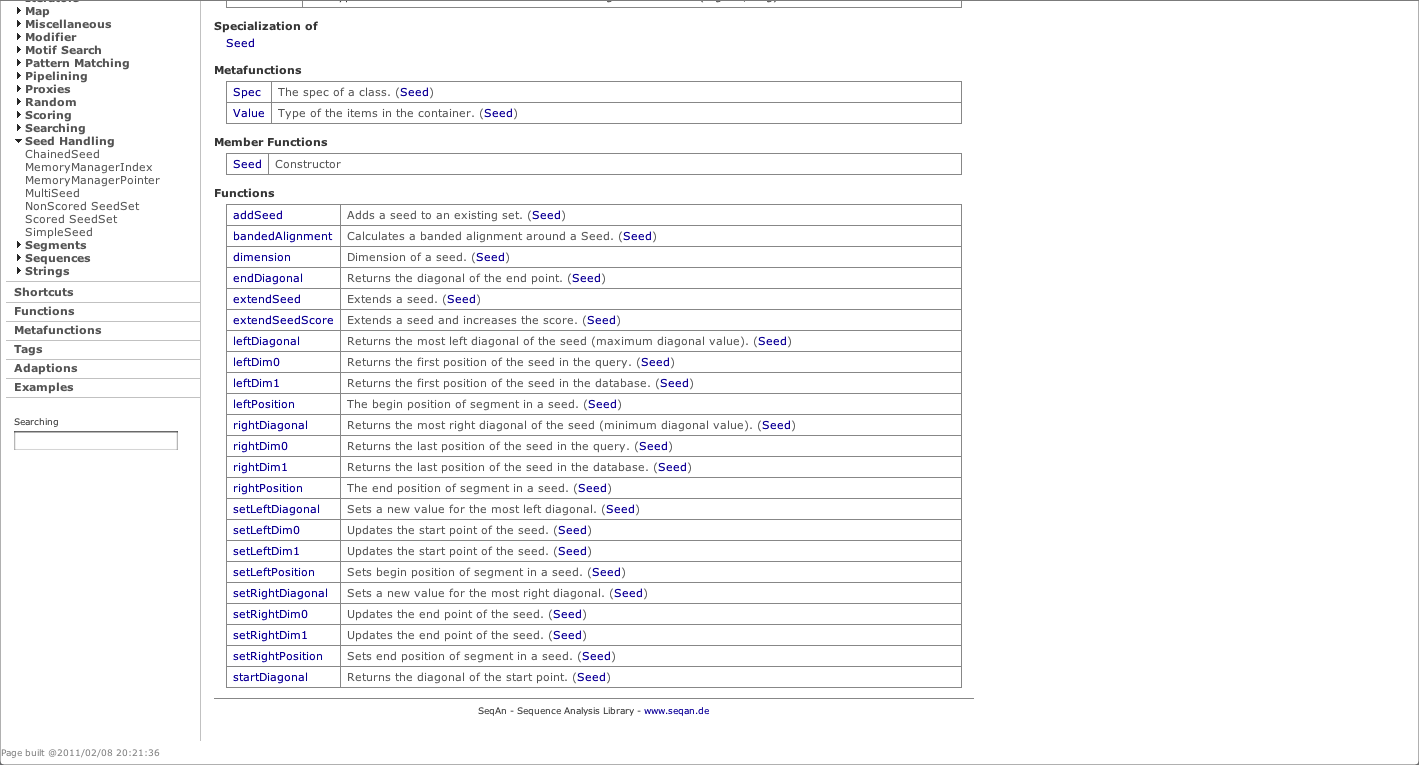 Map
Miscellaneous
Modifier
Motif Search
Pattern Matching
Pipelining
Proxies
Random
Scoring
Searching
Seed Handling
ChainedSeed
MemoryManagerIndex
MemoryManagerPointer
MultiSeed
NonScored SeedSet
Scored SeedSet
SimpleSeed
Segments
Sequences
Strings
Shortcuts
Functions
Metafunctions
Tags
Adaptions
Examples
Searching
Specialization of
Seed
Metafunctions
Spec The spec of a class. (Seed)
Value Type of the items in the container. (Seed)
Member Functions
Seed Constructor
Functions
addSeed Adds a seed to an existing set. (Seed)
bandedAlignment Calculates a banded alignment around a Seed. (Seed)
dimension Dimension of a seed. (Seed)
endDiagonal Returns the diagonal of the end point. (Seed)
extendSeed Extends a seed. (Seed)
extendSeedScore Extends a seed and increases the score. (Seed)
leftDiagonal Returns the most left diagonal of the seed (maximum diagonal value). (Seed)
leftDim0 Returns the first position of the seed in the query. (Seed)
leftDim1 Returns the first position of the seed in the database. (Seed)
leftPosition The begin position of segment in a seed. (Seed)
rightDiagonal Returns the most right diagonal of the seed (minimum diagonal value). (Seed)
rightDim0 Returns the last position of the seed in the query. (Seed)
rightDim1 Returns the last position of the seed in the database. (Seed)
rightPosition The end position of segment in a seed. (Seed)
setLeftDiagonal Sets a new value for the most left diagonal. (Seed)
setLeftDim0 Updates the start point of the seed. (Seed)
setLeftDim1 Updates the start point of the seed. (Seed)
setLeftPosition Sets begin position of segment in a seed. (Seed)
setRightDiagonal Sets a new value for the most right diagonal. (Seed)
setRightDim0 Updates the end point of the seed. (Seed)
setRightDim1 Updates the end point of the seed. (Seed)
setRightPosition Sets end position of segment in a seed. (Seed)
startDiagonal Returns the diagonal of the start point. (Seed)
SeqAn - Sequence Analysis Library - www.seqan.de
Page built @2011/02/08 20:21:36